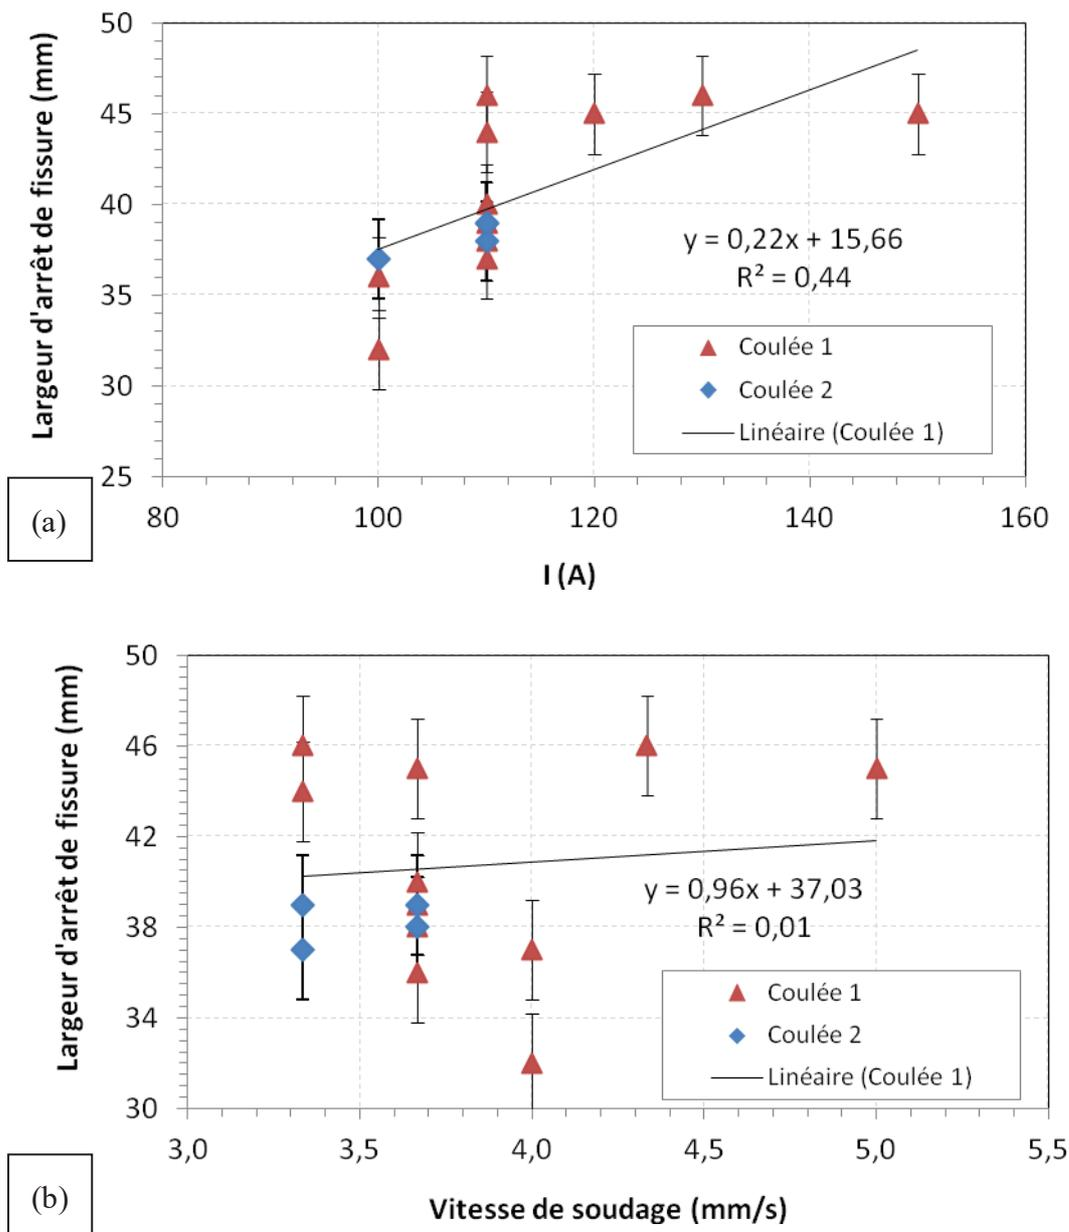 Largeur d'arrêt de fissure (mm)
50
45
40
35
30
25
y = 0,22x + 15,66
R² = 0,44
Coulée 1
Coulée 2
Linéaire (Coulée 1)
80
100
120
140
160
I (A)
(a)
Largeur d'arrêt de fissure (mm)
50
46
42
38
34
30
y = 0,96x + 37,03
R² = 0,01
Coulée 1
Coulée 2
Linéaire (Coulée 1)
3,0
3,5
4,0
4,5
5,0
5,5
Vitesse de soudage (mm/s)
(b)